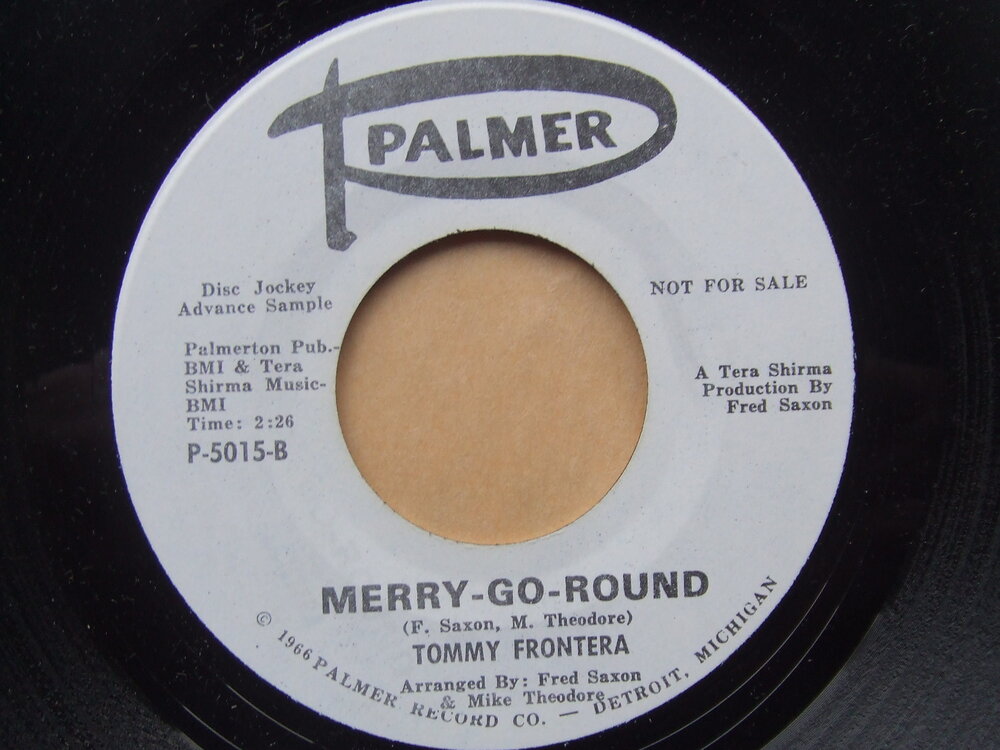 PALMER
Disc Jockey
Advance Sample
NOT FOR SALE
Palmerton Pub.-
BMI & Tera
Shirma Music-
BMI
Time: 2:26
P-5015-B
A Tera Shirma
Production By
Fred Saxon
MERRY-GO-ROUND
(F. Saxon, M. Theodore)
TOMMY FRONTERA
Arranged By: Fred Saxon
& Mike Theodore
© 1966 PALMER RECORD CO. — DETROIT, MICHIGAN